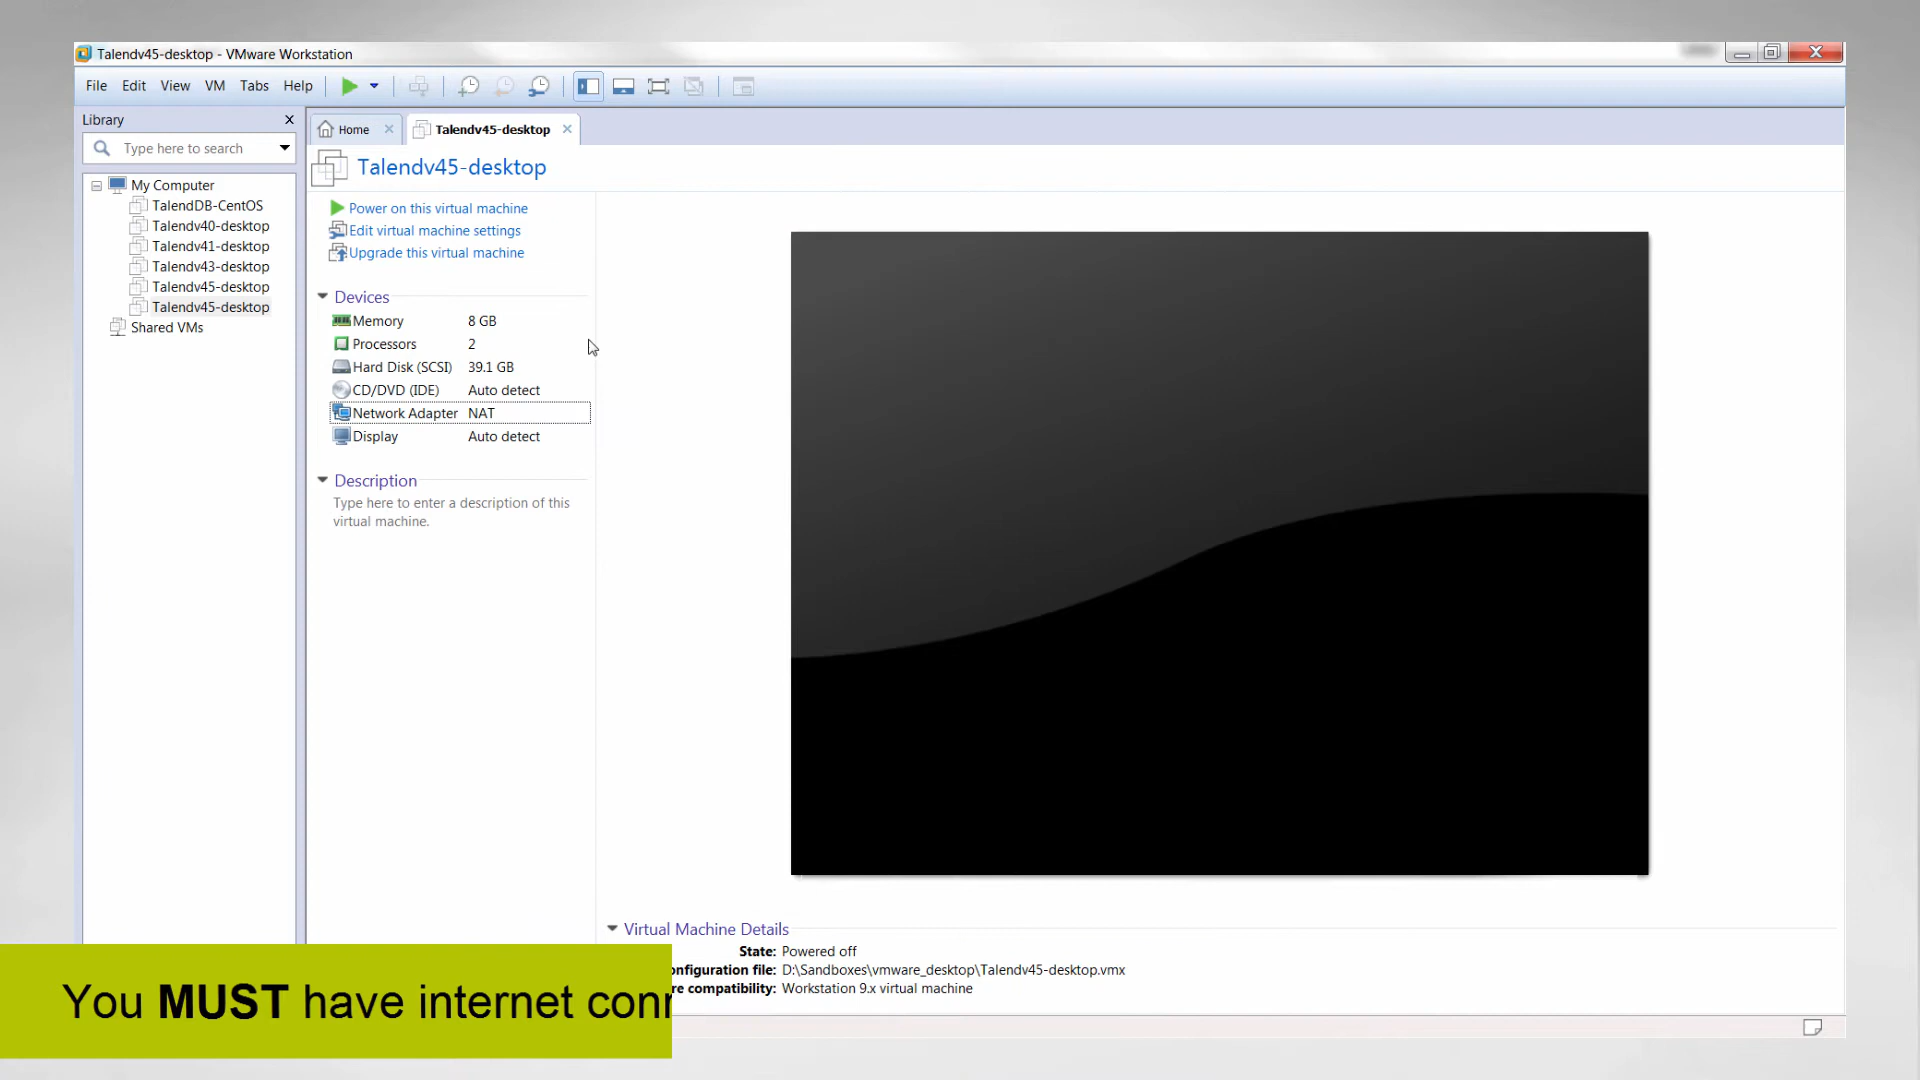 Talendv45-desktop - VMware Workstation
File Edit View VM Tabs Help
Library
Type here to search
My Computer
TalendDB-CentOS
Talendv40-desktop
Talendv41-desktop
Talendv43-desktop
Talendv45-desktop
Talendv45-desktop
Shared VMs
Home
Talendv45-desktop
Talendv45-desktop
Power on this virtual machine
Edit virtual machine settings
Upgrade this virtual machine
Devices
Memory 8 GB
Processors 2
Hard Disk (SCSI) 39.1 GB
CD/DVD (IDE) Auto detect
Network Adapter NAT
Display Auto detect
Description
Type here to enter a description of this
virtual machine.
Virtual Machine Details
State: Powered off
onfiguration file: D:\Sandboxes\vmware_desktop\Talendv45-desktop.vmx
re compatibility: Workstation 9.x virtual machine
You MUST have internet conn